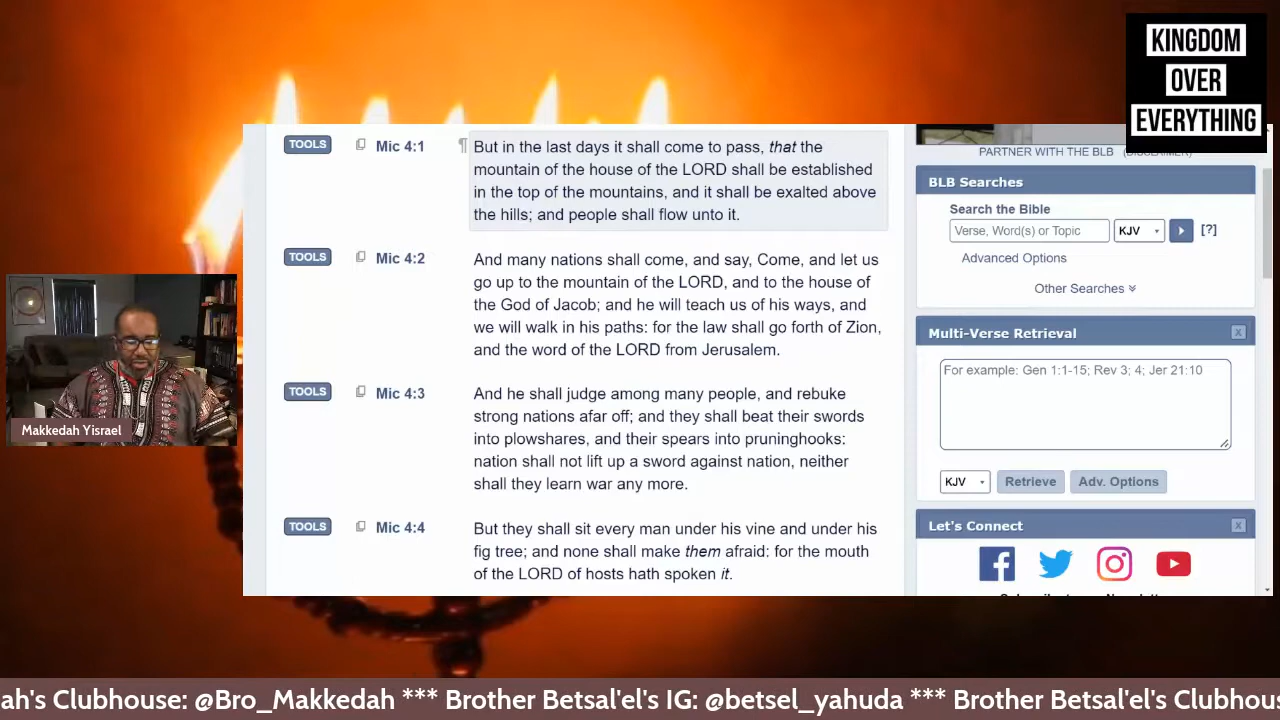 KINGDOM
OVER
EVERYTHING
TOOLS
Mic 4:1
¶
But in the last days it shall come to pass, that the
mountain of the house of the LORD shall be established
in the top of the mountains, and it shall be exalted above
the hills; and people shall flow unto it.
TOOLS
Mic 4:2
And many nations shall come, and say, Come, and let us
go up to the mountain of the LORD, and to the house of
the God of Jacob; and he will teach us of his ways, and
we will walk in his paths: for the law shall go forth of Zion,
and the word of the LORD from Jerusalem.
TOOLS
Mic 4:3
And he shall judge among many people, and rebuke
strong nations afar off; and they shall beat their swords
into plowshares, and their spears into pruninghooks:
nation shall not lift up a sword against nation, neither
shall they learn war any more.
TOOLS
Mic 4:4
But they shall sit every man under his vine and under his
fig tree; and none shall make them afraid: for the mouth
of the LORD of hosts hath spoken it.
PARTNER WITH THE BLB (DISCLAIMER)
BLB Searches
Search the Bible
Verse, Word(s) or Topic
KJV
[?]
Advanced Options
Other Searches
Multi-Verse Retrieval
X
For example: Gen 1:1-15; Rev 3; 4; Jer 21:10
KJV
Retrieve
Adv. Options
Let's Connect
X
Makkedah Yisrael
ah's Clubhouse: @Bro_Makkedah *** Brother Betsal'el's IG: @betsel_yahuda *** Brother Betsal'el's Clubhous